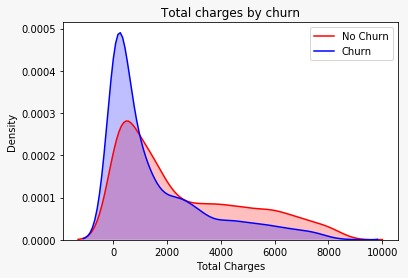 Total charges by churn
No Churn
Churn
0.0005
0.0004
0.0003
0.0002
0.0001
0.0000
Density
0 2000 4000 6000 8000 10000
Total Charges